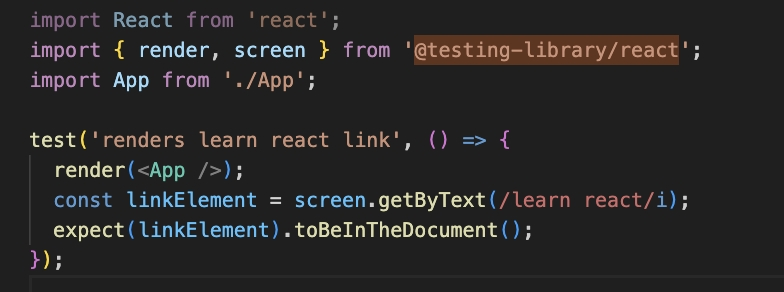 import React from 'react';
import { render, screen } from '@testing-library/react';
import App from './App';
test('renders learn react link', () => {
render(<App />);
const linkElement = screen.getByText(/learn react/i);
expect(linkElement).toBeInTheDocument();
});